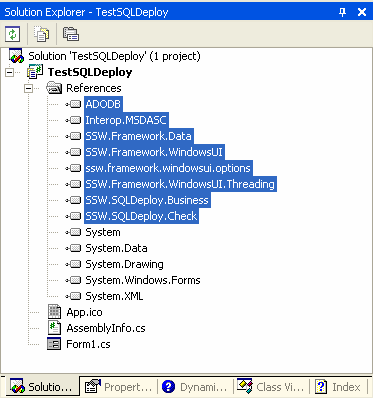 Solution Explorer - TestSQLDeploy
Solution 'TestSQLDeploy' (1 project)
TestSQLDeploy
References
ADODB
Interop.MSDASC
SSW.Framework.Data
SSW.Framework.WindowsUI
ssw.framework.windowsui.options
SSW.Framework.WindowsUI.Threading
SSW.SQLDeploy.Business
SSW.SQLDeploy.Check
System
System.Data
System.Drawing
System.Windows.Forms
System.XML
App.ico
AssemblyInfo.cs
Form1.cs
Solutio... Propert... Dynami... Class Vi... Index